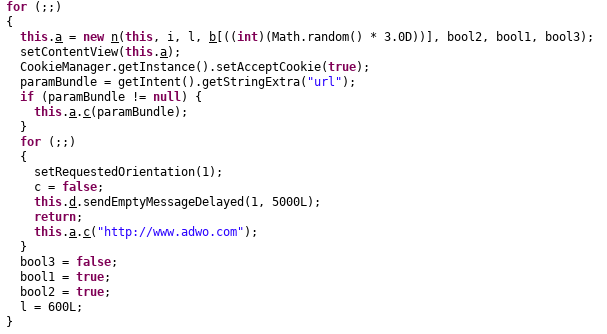 for (;;)
{
  this.a = new n(this, i, l, b[((int)(Math.random() * 3.0D))], bool2, bool1, bool3);
  setContentView(this.a);
  CookieManager.getInstance().setAcceptCookie(true);
  paramBundle = getIntent().getStringExtra("url");
  if (paramBundle != null) {
    this.a.c(paramBundle);
  }
  for (;;)
  {
    setRequestedOrientation(1);
    c = false;
    this.d.sendEmptyMessageDelayed(1, 5000L);
    return;
    this.a.c("http://www.adwo.com");
  }
  bool3 = false;
  bool1 = true;
  bool2 = true;
  l = 600L;
}